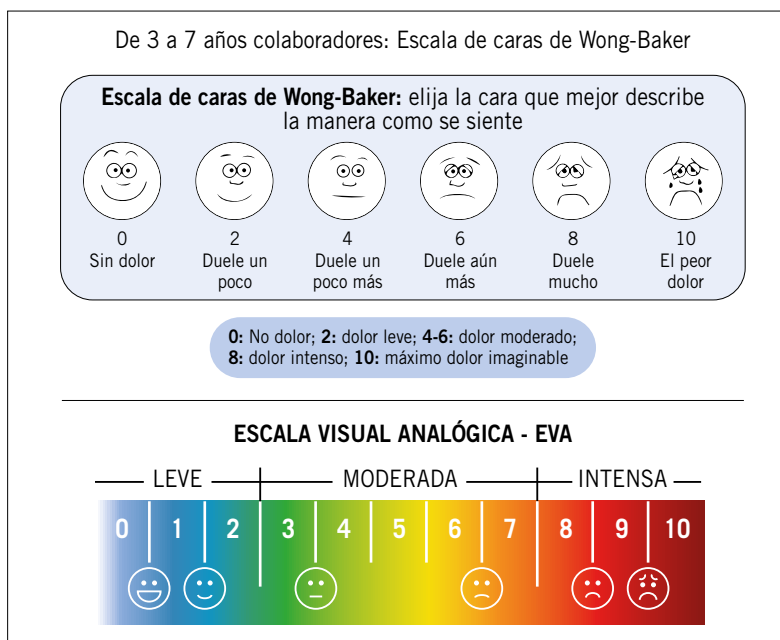 De 3 a 7 años colaboradores: Escala de caras de Wong-Baker
Escala de caras de Wong-Baker: elija la cara que mejor describe
la manera como se siente
0 2 4 6 8 10
Sin dolor Duele un Duele un Duele aún Duele El peor
poco poco más más mucho dolor
0: No dolor; 2: dolor leve; 4-6: dolor moderado;
8: dolor intenso; 10: máximo dolor imaginable
ESCALA VISUAL ANALÓGICA - EVA
LEVE MODERADA INTENSA
0 1 2 3 4 5 6 7 8 9 10